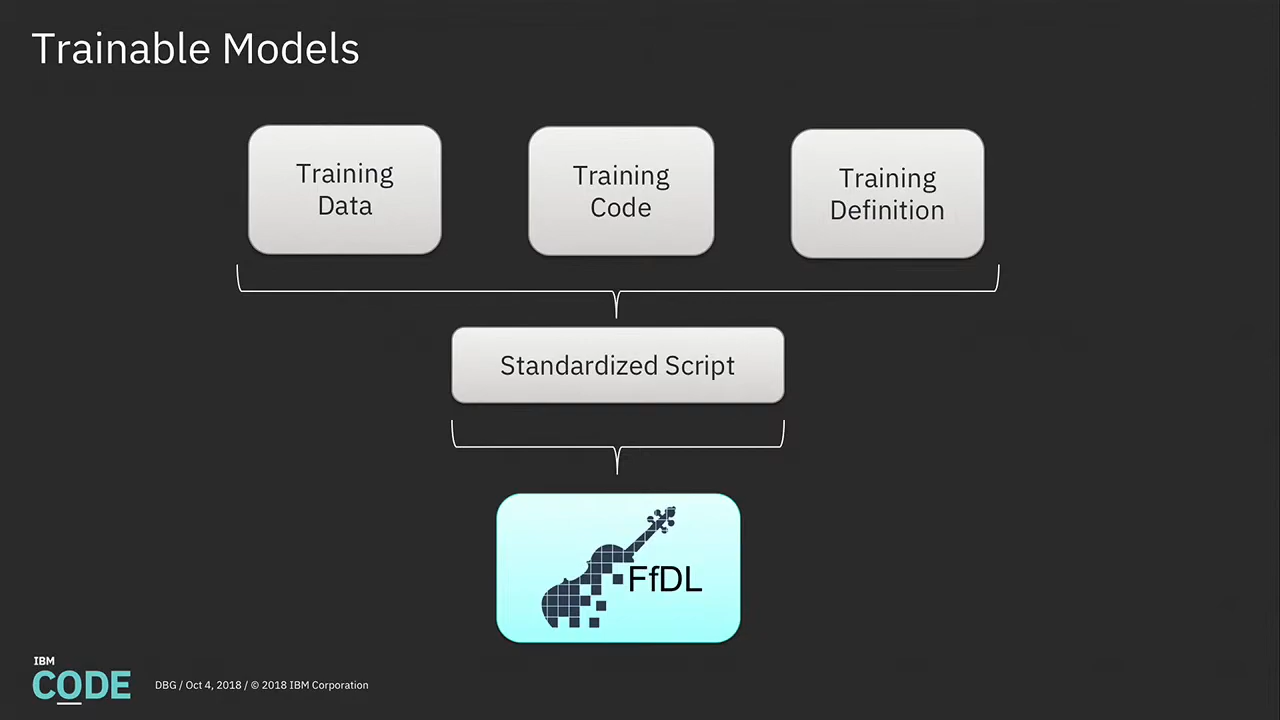 Trainable Models
Training
Data
Training
Code
Training
Definition
Standardized Script
FfDL
IBM
CODE
DBG / Oct 4, 2018 / © 2018 IBM Corporation